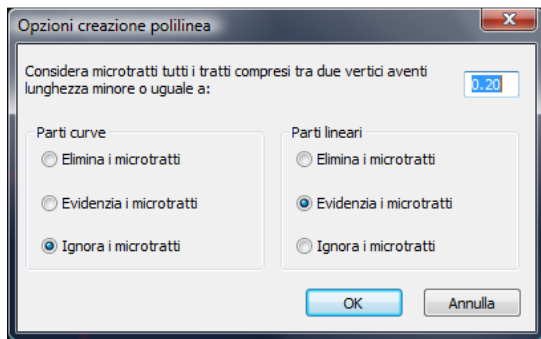 Opzioni creazione polilinea
Considera microtratti tutti i tratti compresi tra due vertici aventi
lunghezza minore o uguale a:
0.20
Parti curve
Elimina i microtratti
Evidenzia i microtratti
Ignora i microtratti
Parti lineari
Elimina i microtratti
Evidenzia i microtratti
Ignora i microtratti
OK
Annulla